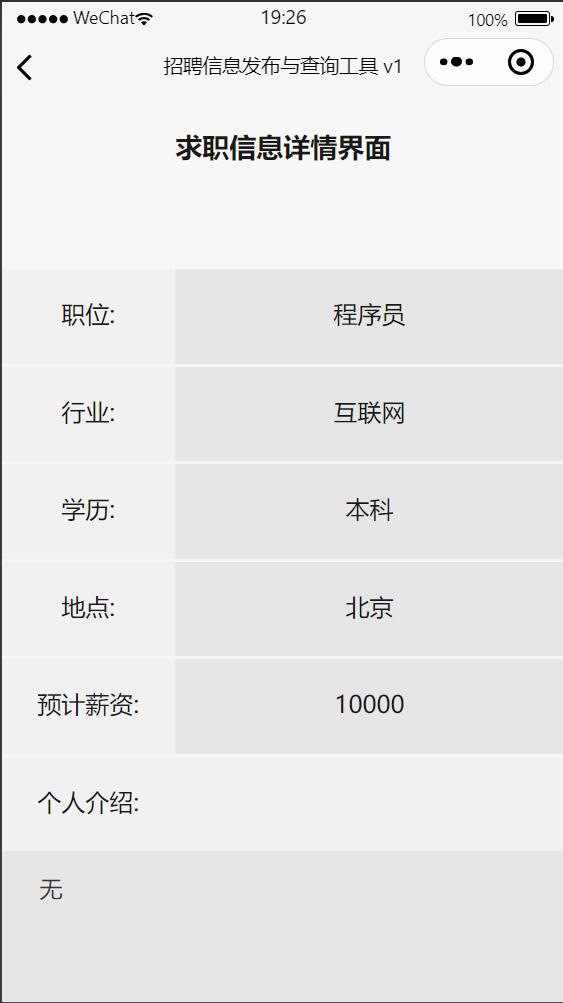 WeChat 19:26 100%
招聘信息发布与查询工具 v1
求职信息详情界面
职位: 程序员
行业: 互联网
学历: 本科
地点: 北京
预计薪资: 10000
个人介绍:
无